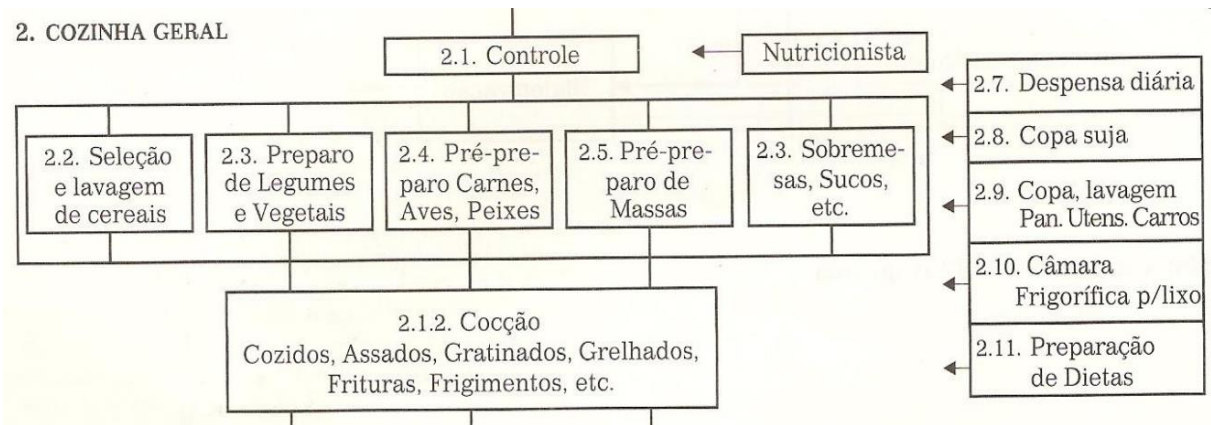 2. COZINHA GERAL
2.1. Controle
Nutricionista
2.2. Seleção
e lavagem
de cereais
2.3. Preparo
de Legumes
e Vegetais
2.4. Pré-pre-
paro Carnes,
Aves, Peixes
2.5. Pré-pre-
paro de
Massas
2.3. Sobreme-
sas, Sucos,
etc.
2.7. Despensa diária
2.8. Copa suja
2.9. Copa, lavagem
Pan. Utens. Carros
2.10. Câmara
Frigorífica p/lixo
2.11. Preparação
de Dietas
2.1.2. Cocção
Cozidos, Assados, Gratinados, Grelhados,
Frituras, Frigimentos, etc.